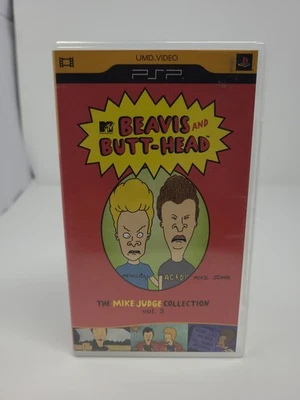 UMD VIDEO
PSP
MTV
BEAVIS AND
BUTT-HEAD
THE MIKE JUDGE COLLECTION
vol. 3